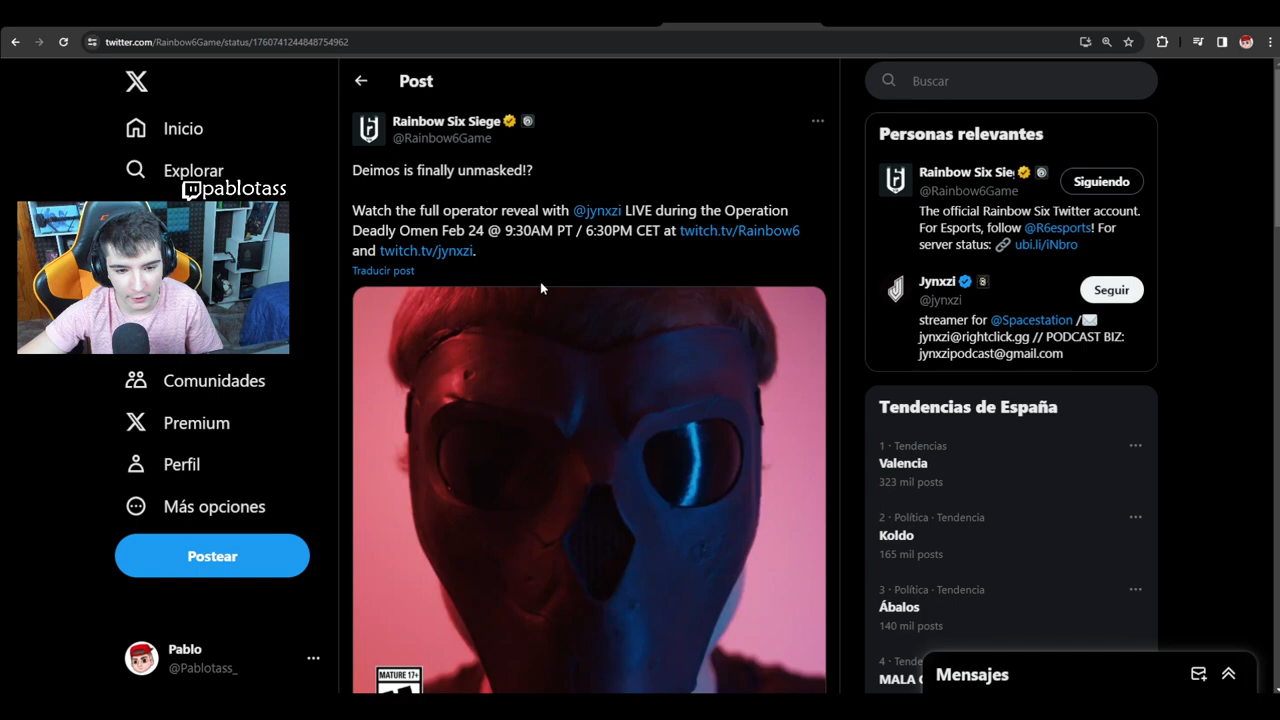 twitter.com/Rainbow6Game/status/1760741244848754962
Post
Buscar
Rainbow Six Siege
@Rainbow6Game
Inicio
Explorar
pablotass
Comunidades
Premium
Perfil
Más opciones
Postear
Pablo
@Pablotass_
Deimos is finally unmasked!?
Watch the full operator reveal with @jynxzi LIVE during the Operation
Deadly Omen Feb 24 @ 9:30AM PT / 6:30PM CET at twitch.tv/Rainbow6
and twitch.tv/jynxzi.
Traducir post
MATURE 17+
Personas relevantes
Rainbow Six Sie
@Rainbow6Game
Siguiendo
The official Rainbow Six Twitter account.
For Esports, follow @R6esports! For
server status: 🔗 ubi.li/iNbro
Jynxzi
@jynxzi
Seguir
streamer for @Spacestation /✉️
jynxzi@rightclick.gg // PODCAST BIZ:
jynxzipodcast@gmail.com
Tendencias de España
1 · Tendencias
Valencia
323 mil posts
2 · Política · Tendencia
Koldo
165 mil posts
3 · Política · Tendencia
Ábalos
140 mil posts
4 · Tende
MALA
Mensajes